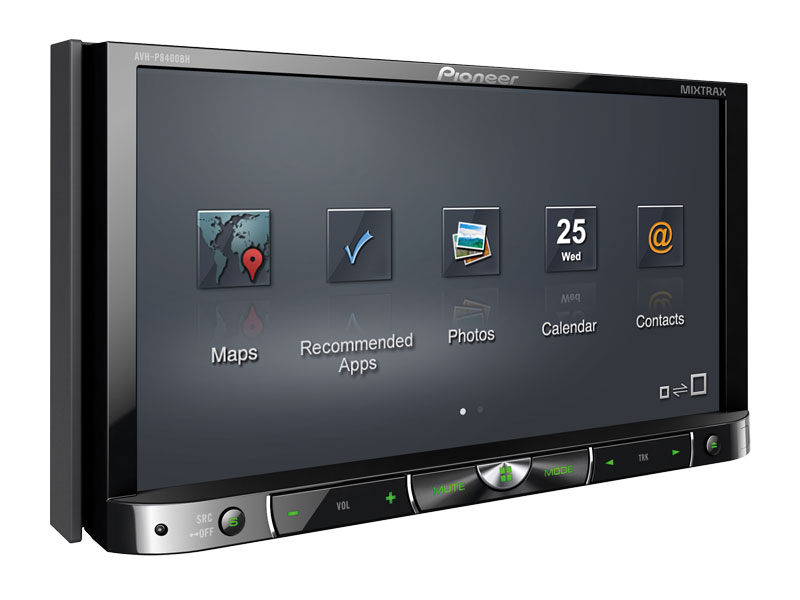 AVH-P8400BH
Pioneer
MIXTRAX
25
Wed
@
Maps
Recommended
Apps
Photos
Calendar
Contacts
SRC
↔OFF
S
−
VOL
+
MUTE
MODE
◄
TRK
►